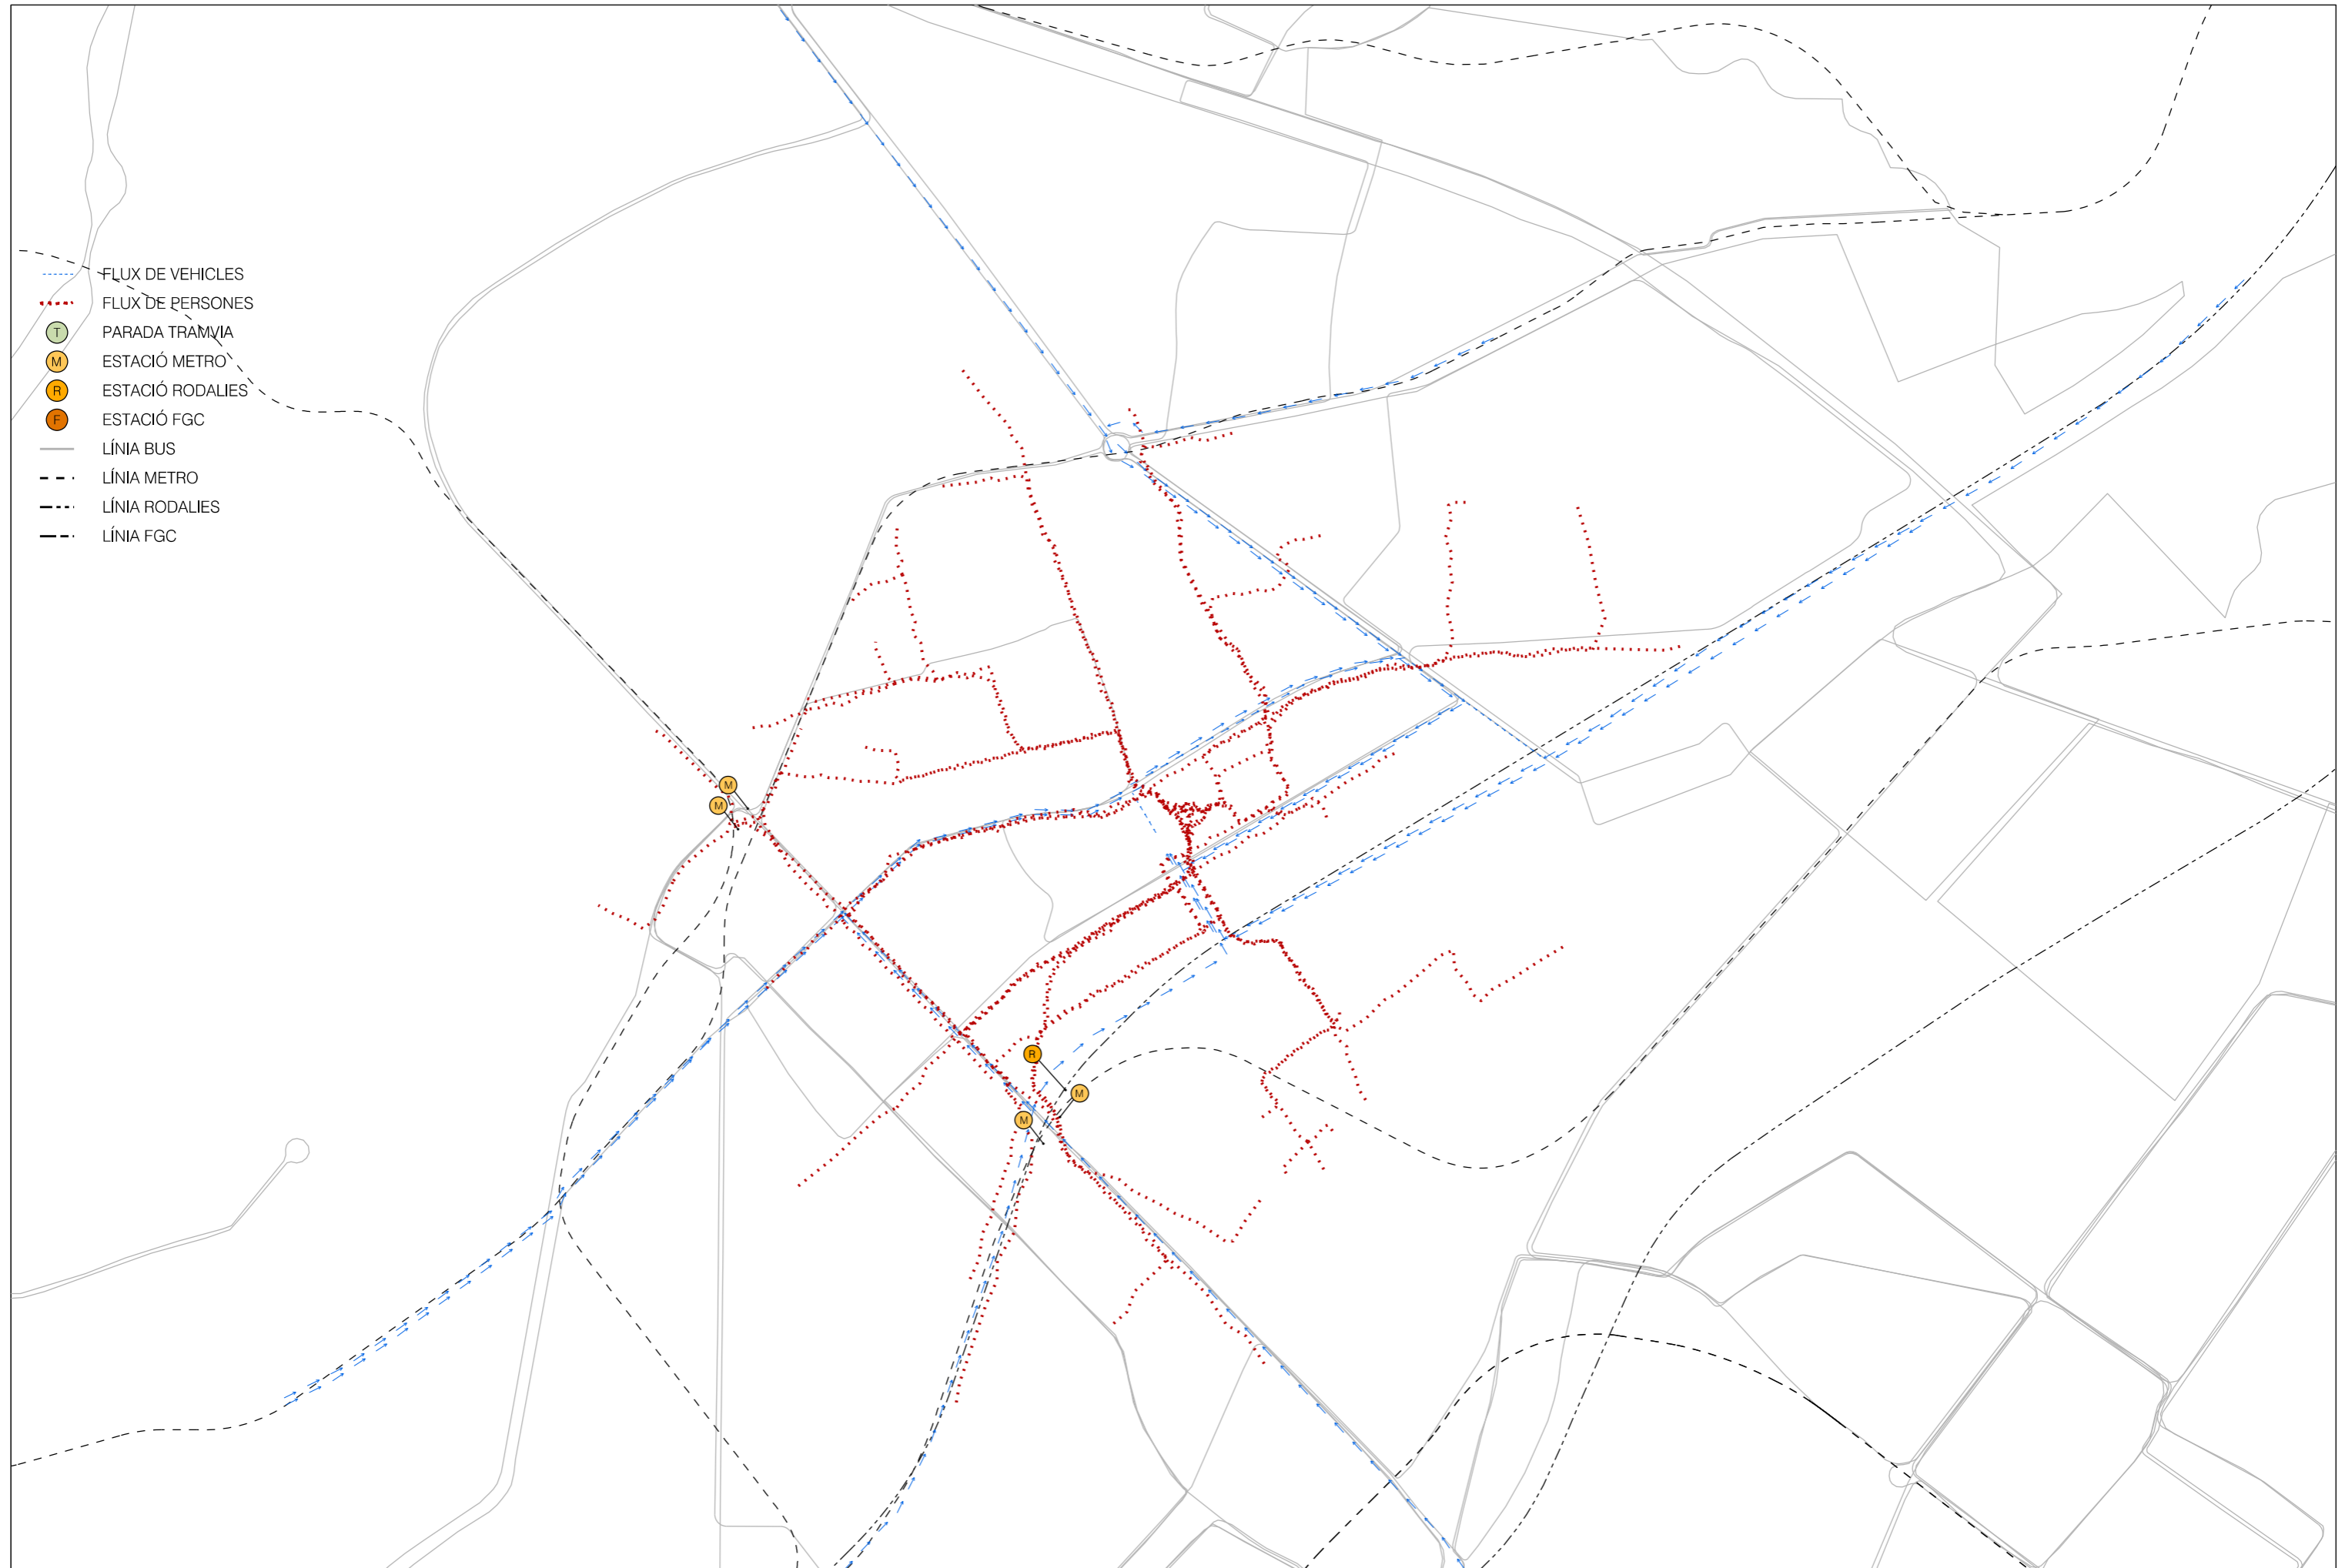 FLUX DE VEHICLES
FLUX DE PERSONES
T PARADA TRAMVIA
M ESTACIÓ METRO
R ESTACIÓ RODALIES
F ESTACIÓ FGC
LÍNIA BUS
LÍNIA METRO
LÍNIA RODALIES
LÍNIA FGC
M
M
R
M
M